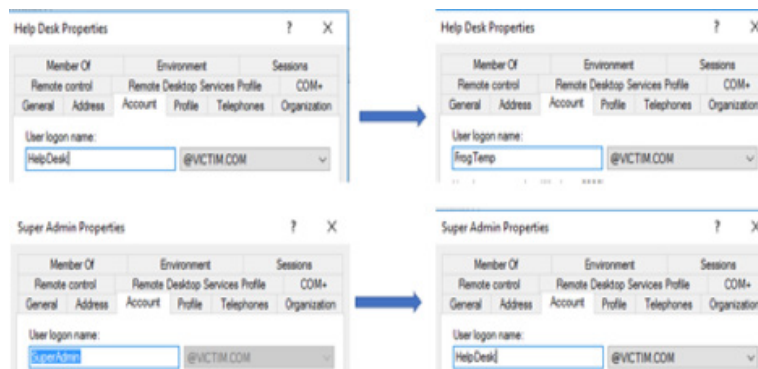 Help Desk Properties ? X
Member Of Environment Sessions
Remote control Remote Desktop Services Profile COM+
General Address Account Profile Telephones Organization
User logon name:
HelpDesk @VICTIM.COM
Help Desk Properties ? X
Member Of Environment Sessions
Remote control Remote Desktop Services Profile COM+
General Address Account Profile Telephones Organization
User logon name:
FrogTemp @VICTIM.COM
Super Admin Properties ? X
Member Of Environment Sessions
Remote control Remote Desktop Services Profile COM+
General Address Account Profile Telephones Organization
User logon name:
SuperAdmin @VICTIM.COM
Super Admin Properties ? X
Member Of Environment Sessions
Remote control Remote Desktop Services Profile COM+
General Address Account Profile Telephones Organization
User logon name:
HelpDesk @VICTIM.COM